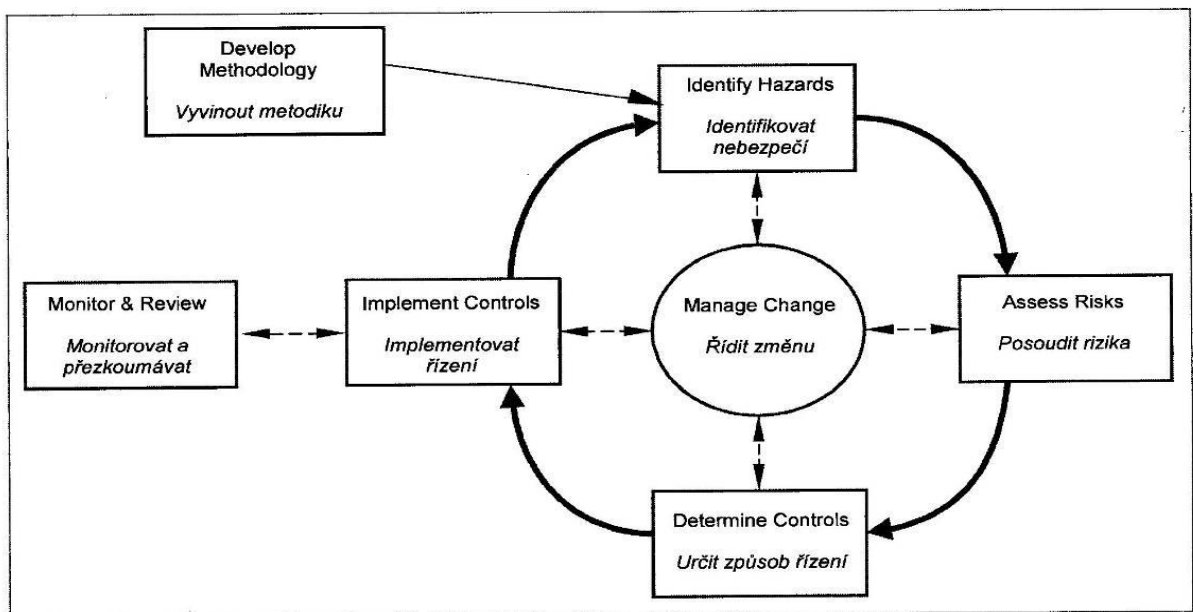 Develop
Methodology
Vyvinout metodiku
Identify Hazards
Identifikovat
nebezpečí
Monitor & Review
Monitorovat a
přezkoumávat
Implement Controls
Implementovat
řízení
Manage Change
Řídit změnu
Assess Risks
Posoudit rizika
Determine Controls
Určit způsob řízení